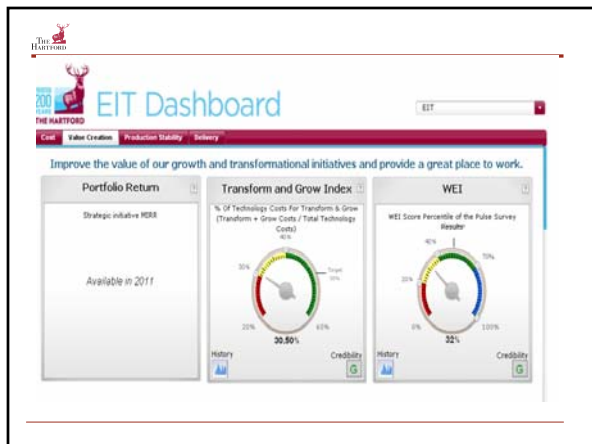 THE
HARTFORD
200
YEARS
THE HARTFORD
EIT Dashboard
EIT
Cost Value Creation Production Stability Delivery
Improve the value of our growth and transformational initiatives and provide a great place to work.
Portfolio Return ?
Strategic initiative MIRR
Available in 2011
Transform and Grow Index ?
% Of Technology Costs For Transform & Grow
(Transform + Grow Costs / Total Technology
Costs)
40%
30%
Target
20%
60%
30.50%
History
Credibility
G
WEI ?
WEI Score Percentile of the Pulse Survey
Results
40%
70%
30%
0%
100%
32%
History
Credibility
G